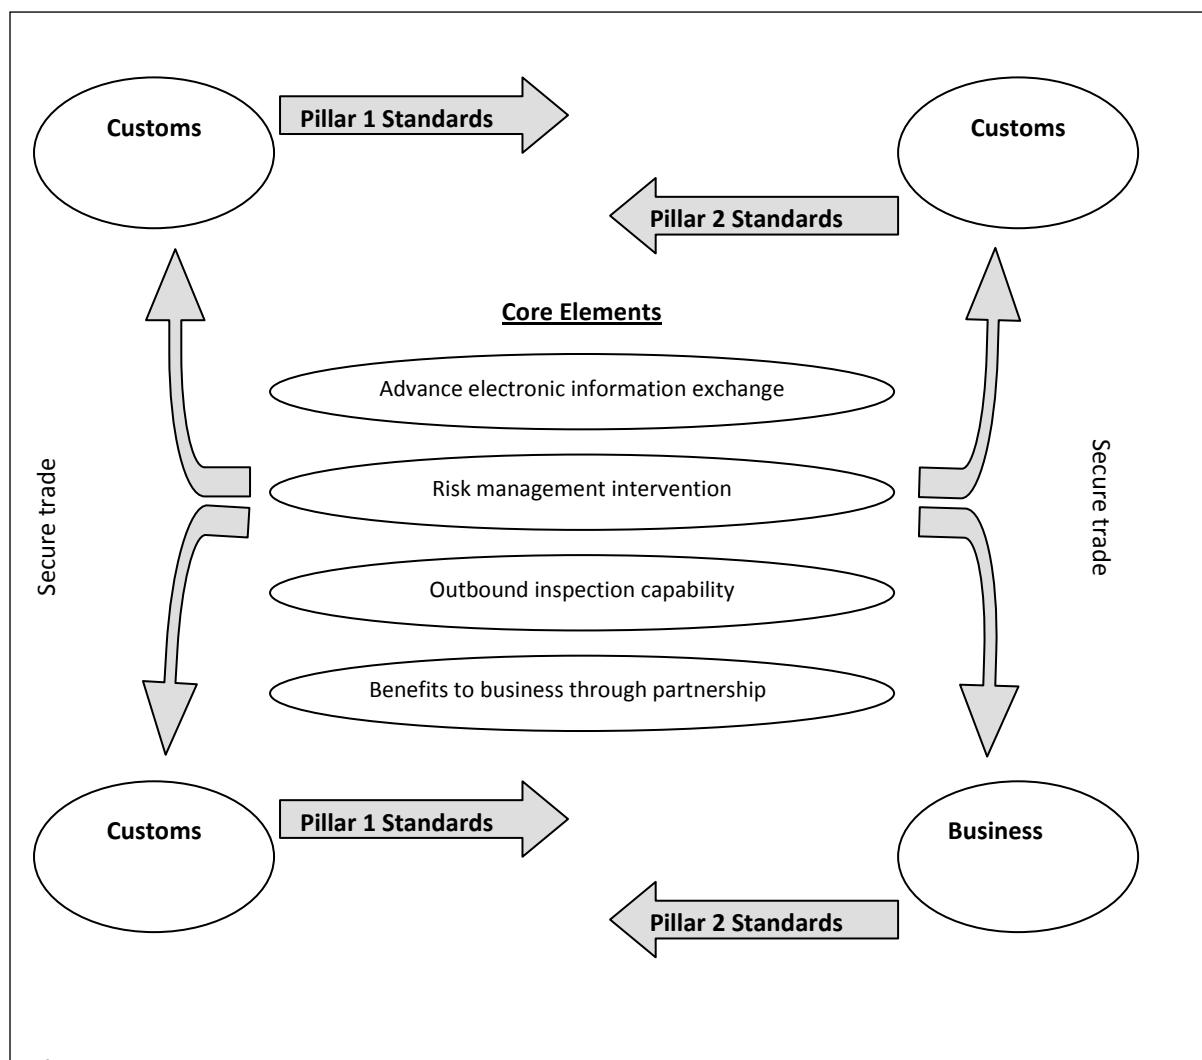 Customs
Pillar 1 Standards
Customs
Pillar 2 Standards
Core Elements
Advance electronic information exchange
Risk management intervention
Secure trade
Secure trade
Outbound inspection capability
Benefits to business through partnership
Customs
Pillar 1 Standards
Business
Pillar 2 Standards